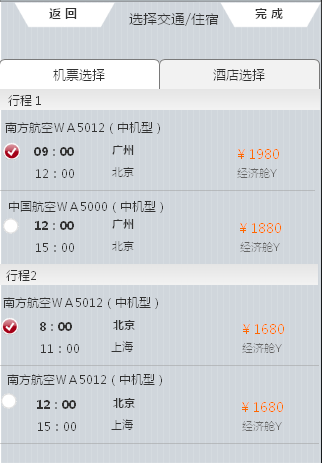 返 回
选择交通/住宿
完 成
机票选择
酒店选择
行程 1
南方航空ＷＡ5012（中机型）
09：00 广州 ￥1980
12：00 北京 经济舱Y
中国航空ＷＡ5000（中机型）
12：00 广州 ￥1880
15：00 北京 经济舱Y
行程2
南方航空ＷＡ5012（中机型）
8：00 北京 ￥1680
11：00 上海 经济舱Y
南方航空ＷＡ5012（中机型）
12：00 北京 ￥1680
15：00 上海 经济舱Y